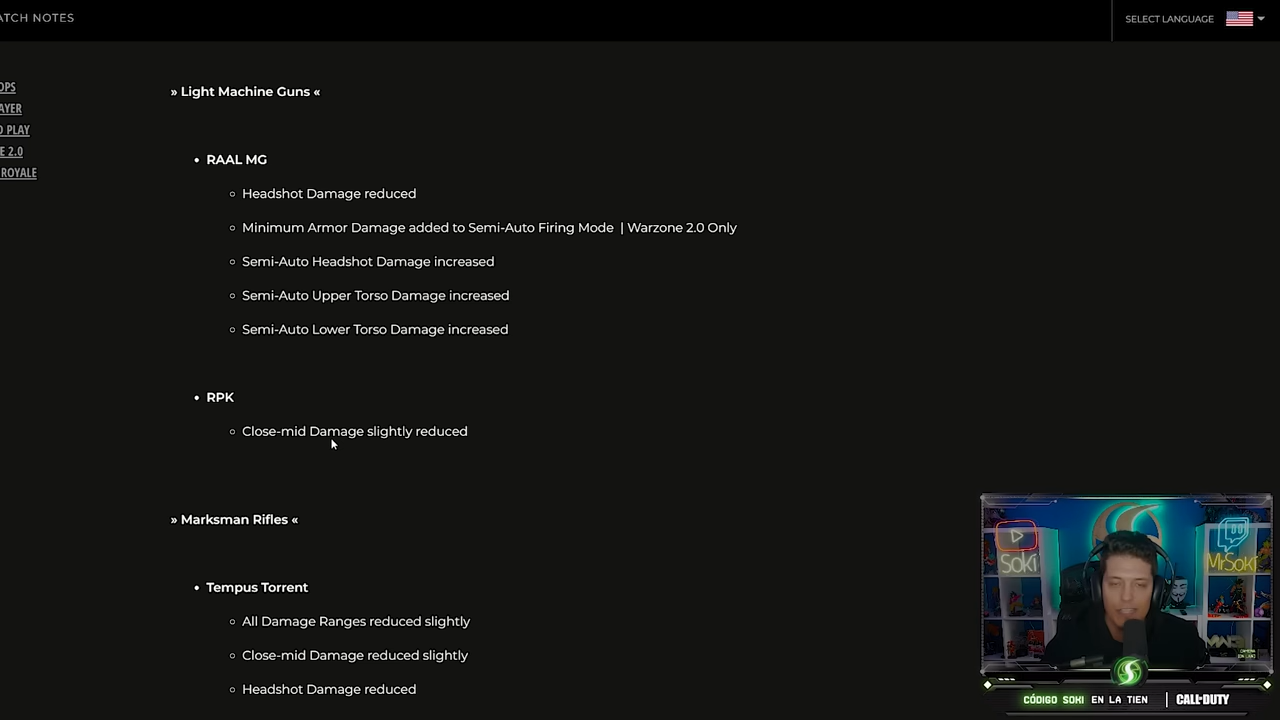 ATCH NOTES
SELECT LANGUAGE
OPS
AYER
O PLAY
E 2.0
ROYALE
» Light Machine Guns «
• RAAL MG
Headshot Damage reduced
Minimum Armor Damage added to Semi-Auto Firing Mode | Warzone 2.0 Only
Semi-Auto Headshot Damage increased
Semi-Auto Upper Torso Damage increased
Semi-Auto Lower Torso Damage increased
• RPK
Close-mid Damage slightly reduced
» Marksman Rifles «
• Tempus Torrent
All Damage Ranges reduced slightly
Close-mid Damage reduced slightly
Headshot Damage reduced
Soki
MrSoki
CÓDIGO SOKI EN LA TIEN | CALL OF DUTY